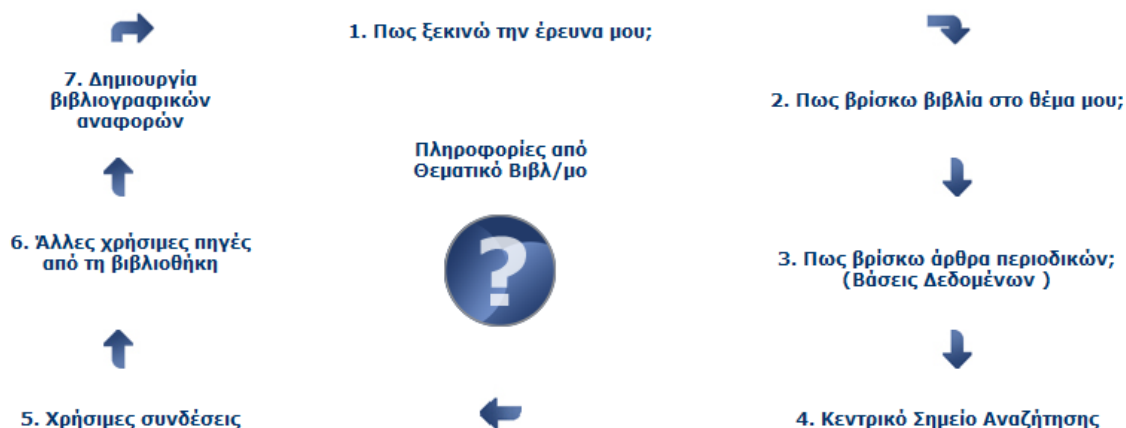 1. Πως ξεκινώ την έρευνα μου;
2. Πως βρίσκω βιβλία στο θέμα μου;
3. Πως βρίσκω άρθρα περιοδικών;
(Βάσεις Δεδομένων )
4. Κεντρικό Σημείο Αναζήτησης
5. Χρήσιμες συνδέσεις
6. Άλλες χρήσιμες πηγές
από τη βιβλιοθήκη
7. Δημιουργία
βιβλιογραφικών
αναφορών
Πληροφορίες από
Θεματικό Βιβλ/μο
?